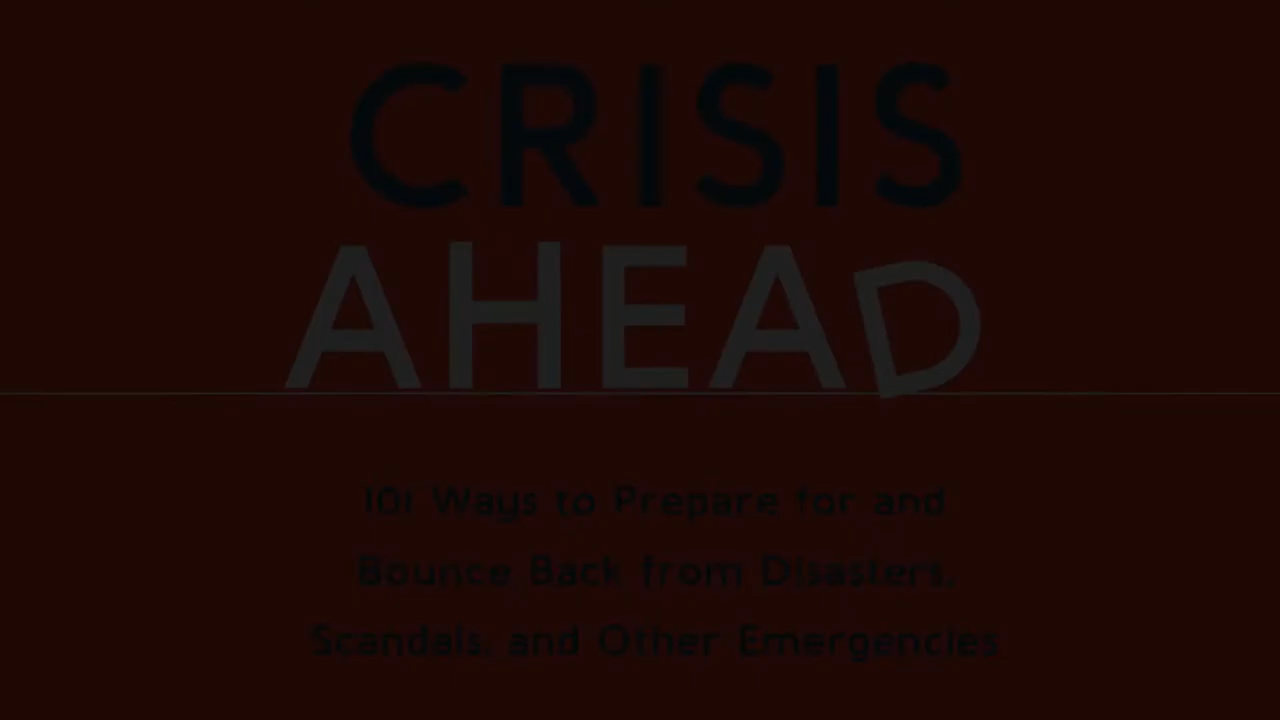 CRISIS
AHEAD
101 Ways to Prepare for and
Bounce Back from Disasters,
Scandals, and Other Emergencies